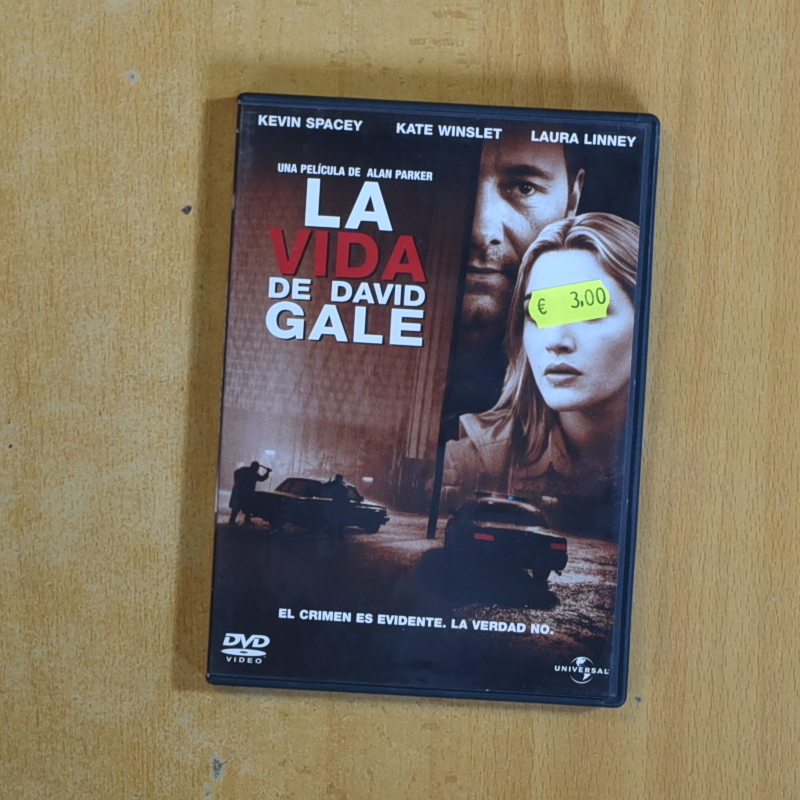 KEVIN SPACEY KATE WINSLET LAURA LINNEY
UNA PELÍCULA DE ALAN PARKER
LA
VIDA
DE DAVID
GALE
€ 3,00
EL CRIMEN ES EVIDENTE. LA VERDAD NO.
DVD
VIDEO
UNIVERSAL